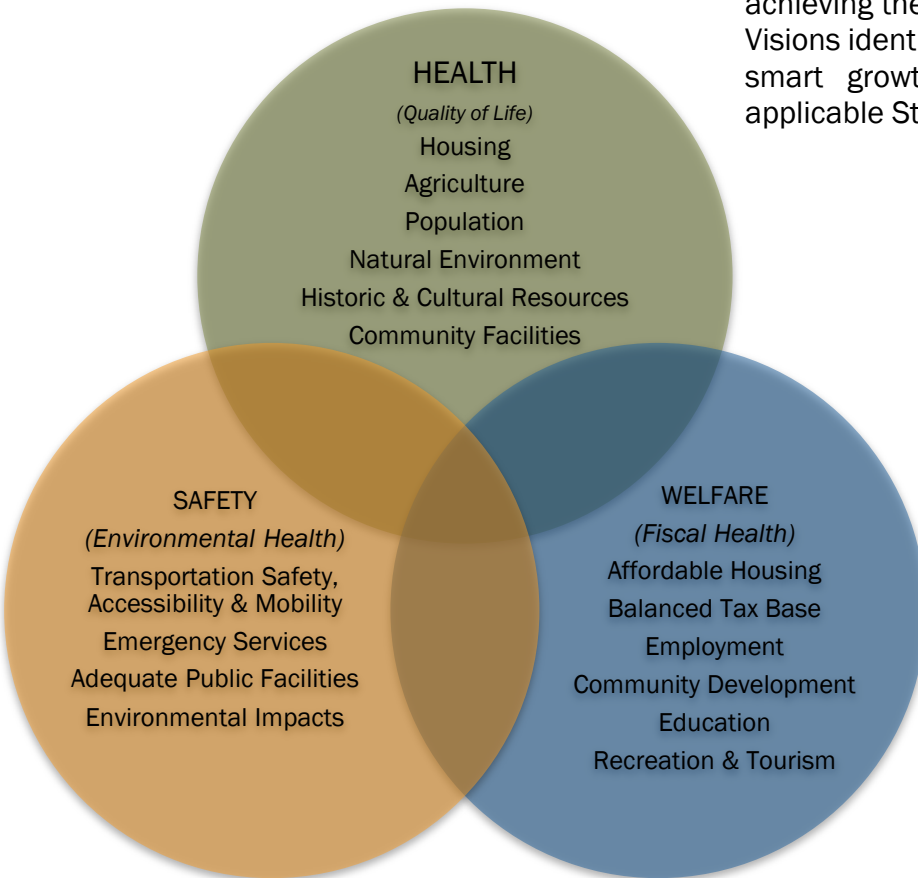 achieving the
Visions ident
smart growt
applicable St
HEALTH
(Quality of Life)
Housing
Agriculture
Population
Natural Environment
Historic & Cultural Resources
Community Facilities
SAFETY
(Environmental Health)
Transportation Safety,
Accessibility & Mobility
Emergency Services
Adequate Public Facilities
Environmental Impacts
WELFARE
(Fiscal Health)
Affordable Housing
Balanced Tax Base
Employment
Community Development
Education
Recreation & Tourism